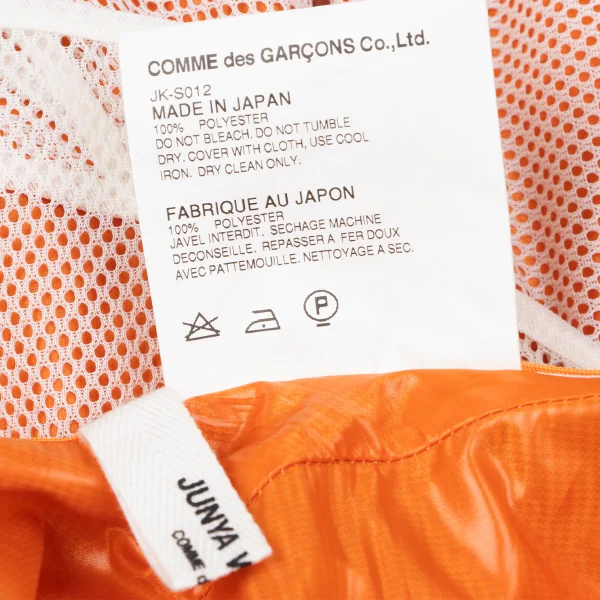 COMME des GARÇONS Co.,Ltd.
JK-S012
MADE IN JAPAN
100% POLYESTER
DO NOT BLEACH. DO NOT TUMBLE
DRY. COVER WITH CLOTH, USE COOL
IRON. DRY CLEAN ONLY.
FABRIQUE AU JAPON
100% POLYESTER
JAVEL INTERDIT. SECHAGE MACHINE
DECONSEILLE. REPASSER A FER DOUX
AVEC PATTEMOUILLE. NETTOYAGE A SEC.
P
JUNYA
COMME